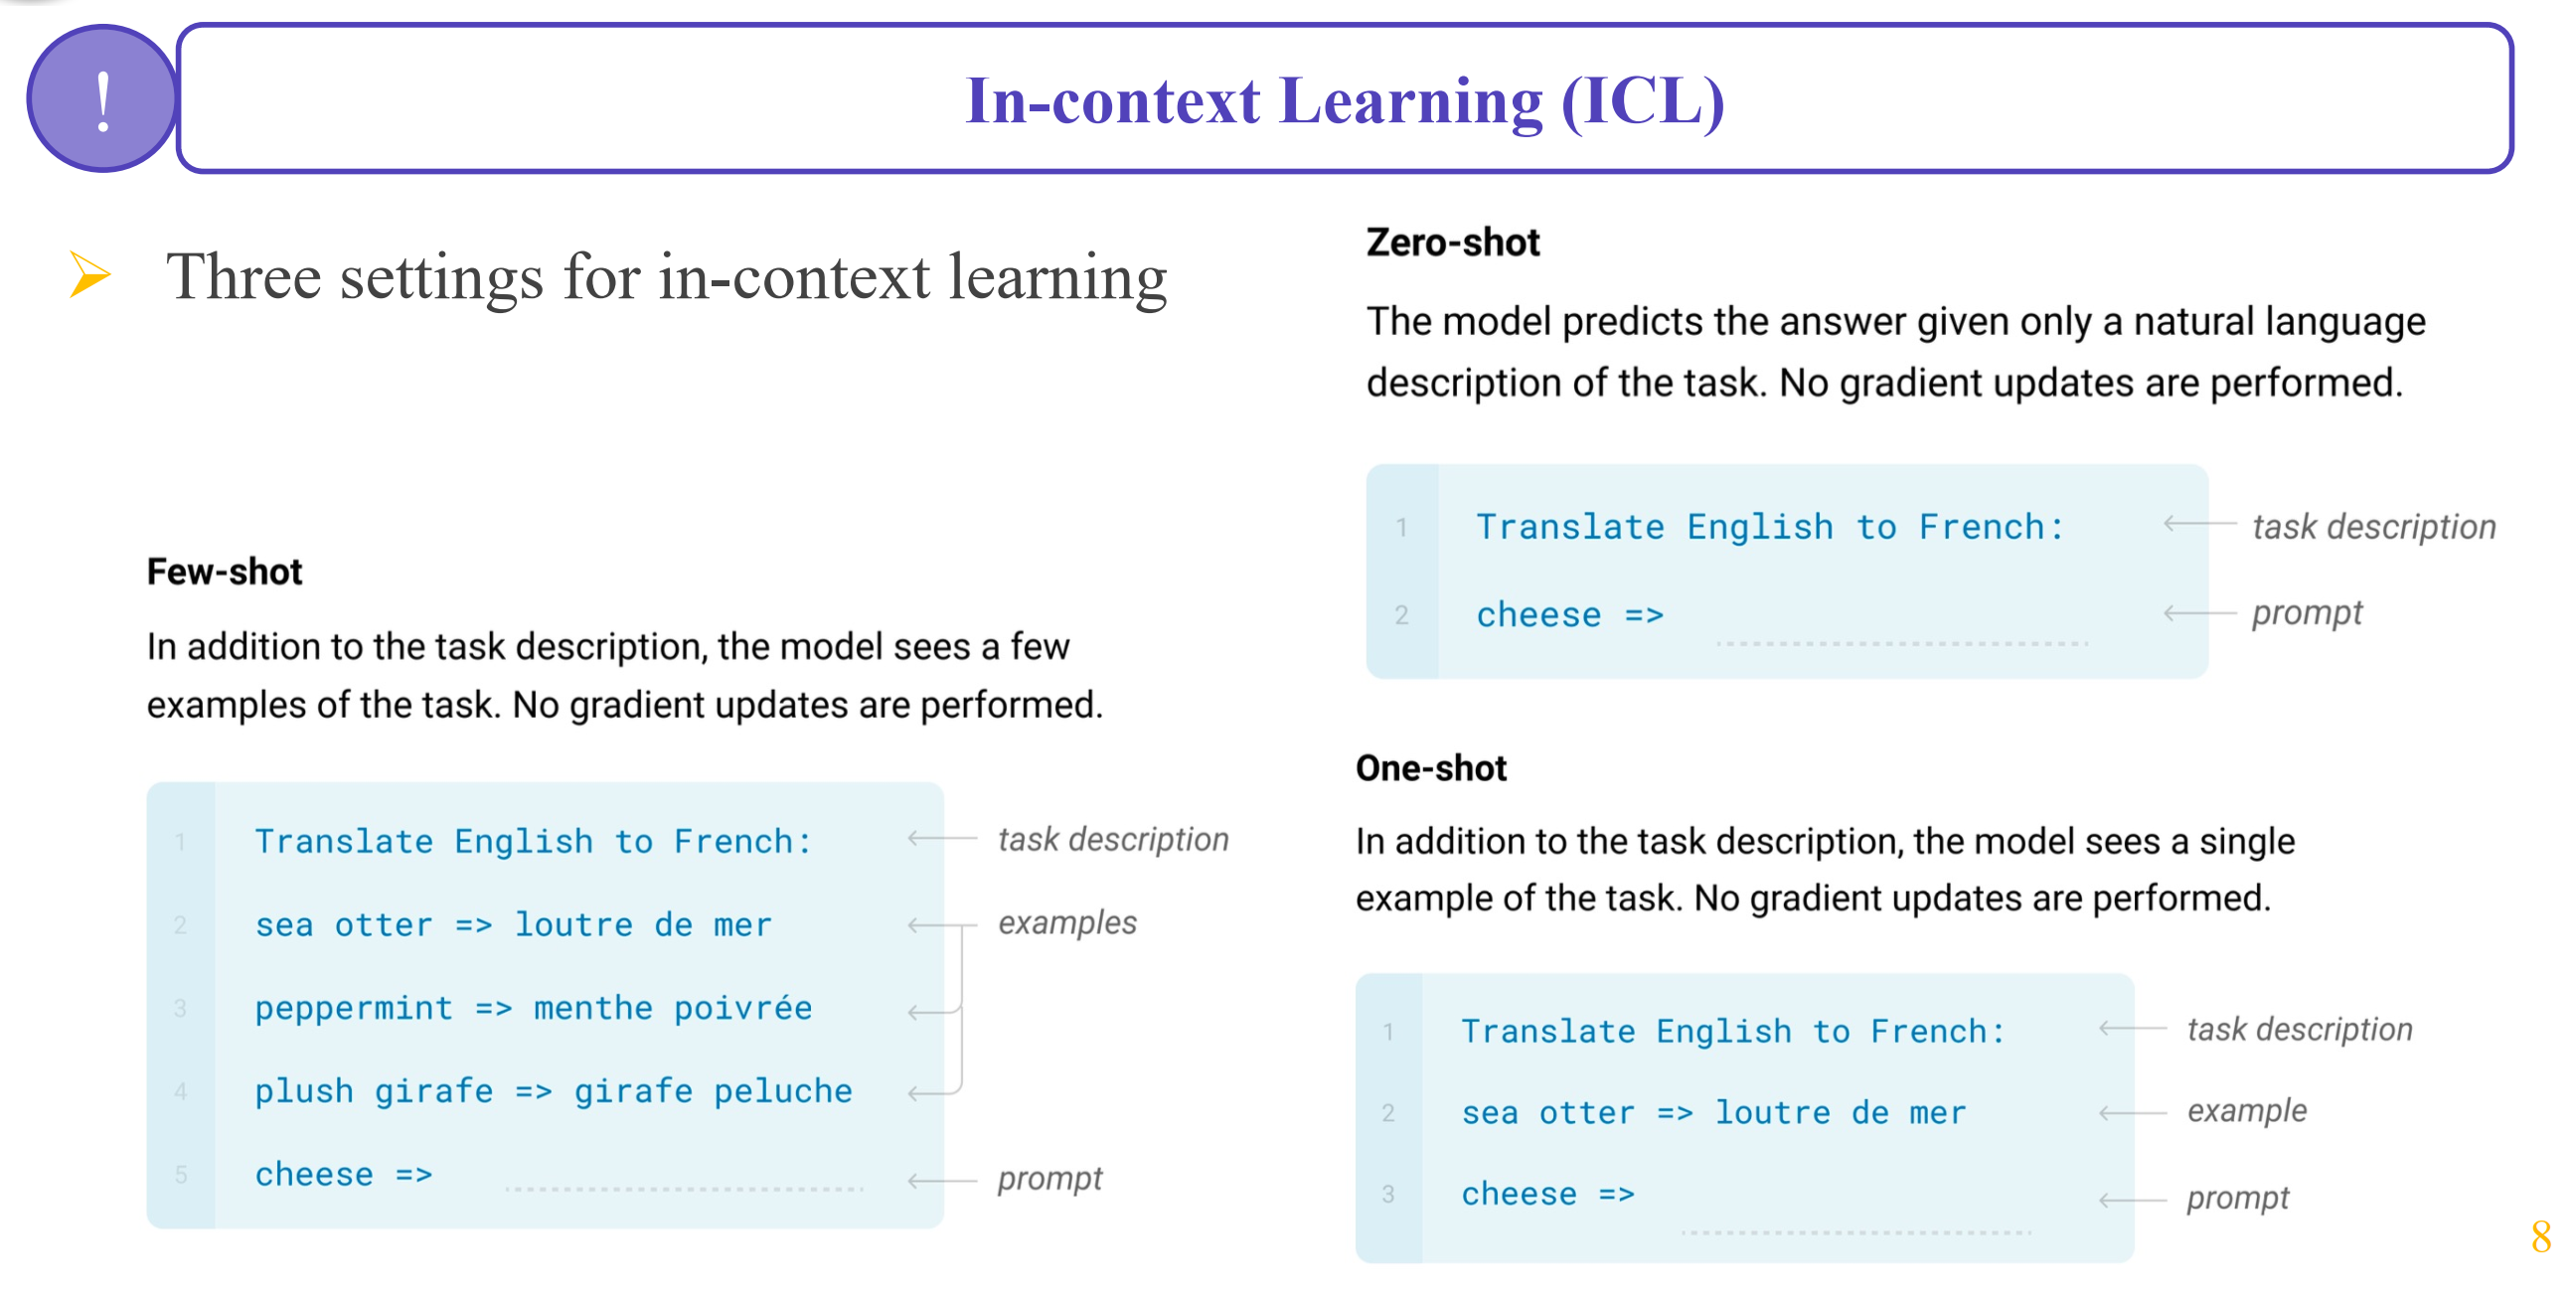 !
In-context Learning (ICL)
Three settings for in-context learning
Zero-shot
The model predicts the answer given only a natural language
description of the task. No gradient updates are performed.
1 Translate English to French: task description
2 cheese => prompt
Few-shot
In addition to the task description, the model sees a few
examples of the task. No gradient updates are performed.
1 Translate English to French: task description
2 sea otter => loutre de mer examples
3 peppermint => menthe poivrée
4 plush girafe => girafe peluche
5 cheese => prompt
One-shot
In addition to the task description, the model sees a single
example of the task. No gradient updates are performed.
1 Translate English to French: task description
2 sea otter => loutre de mer example
3 cheese => prompt
8